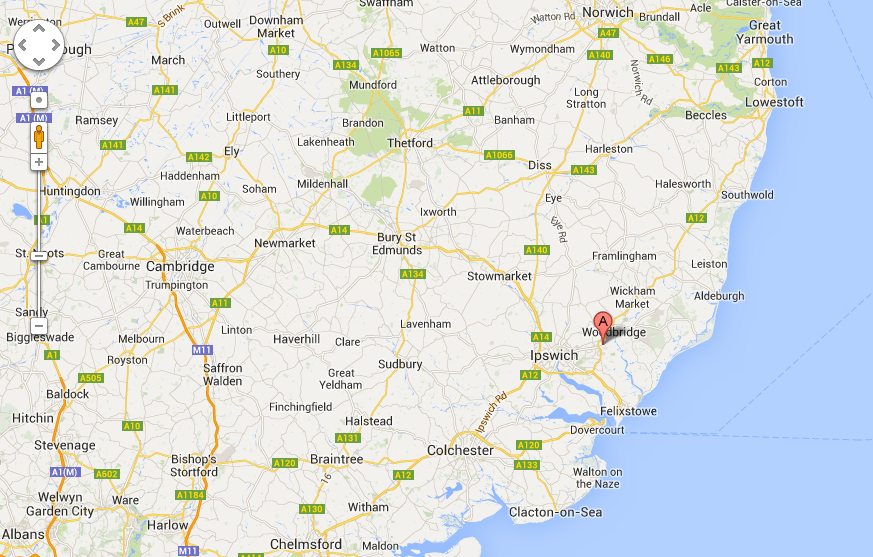 Swaffham
Acle
Caister-on-Sea
A47
S Brink
Outwell
Downham
Market
Watton Rd
Norwich
Brundall
Great
Yarmouth
A47
A10
A1065
Watton
Wymondham
A140
A146
A143
A12
March
Southery
A134
Mundford
Attleborough
Norwich Rd
Corton
A1(M)
A141
Long
Stratton
Lowestoft
A1(M)
Ramsey
Littleport
Brandon
A11
Banham
Beccles
A141
A142
Ely
Lakenheath
Thetford
A1066
Diss
Harleston
A143
Haddenham
Soham
Mildenhall
Huntingdon
Willingham
A10
Eye
Halesworth
Southwold
A1
A14
Waterbeach
Ixworth
Eye Rd
A12
Newmarket
A14
Bury St
Edmunds
A140
Framlingham
St. Neots
Great
Cambourne
Cambridge
A134
Stowmarket
Leiston
Trumpington
Wickham
Market
Aldeburgh
Sandy
A11
Lavenham
A
Woodbridge
Biggleswade
Melbourn
Linton
Haverhill
Clare
A14
A1
Royston
M11
Ipswich
A505
Saffron
Walden
Great
Yeldham
Sudbury
A12
Baldock
Finchingfield
Ipswich Rd
Felixstowe
Hitchin
A10
Halstead
Dovercourt
Stevenage
A131
Colchester
A120
A1(M)
A602
Bishop's
Stortford
A120
Braintree
A12
A133
Walton on
the Naze
16
Welwyn
Garden City
Ware
A1184
A130
Witham
Clacton-on-Sea
Harlow
Albans
M11
A414
Chelmsford
Maldon